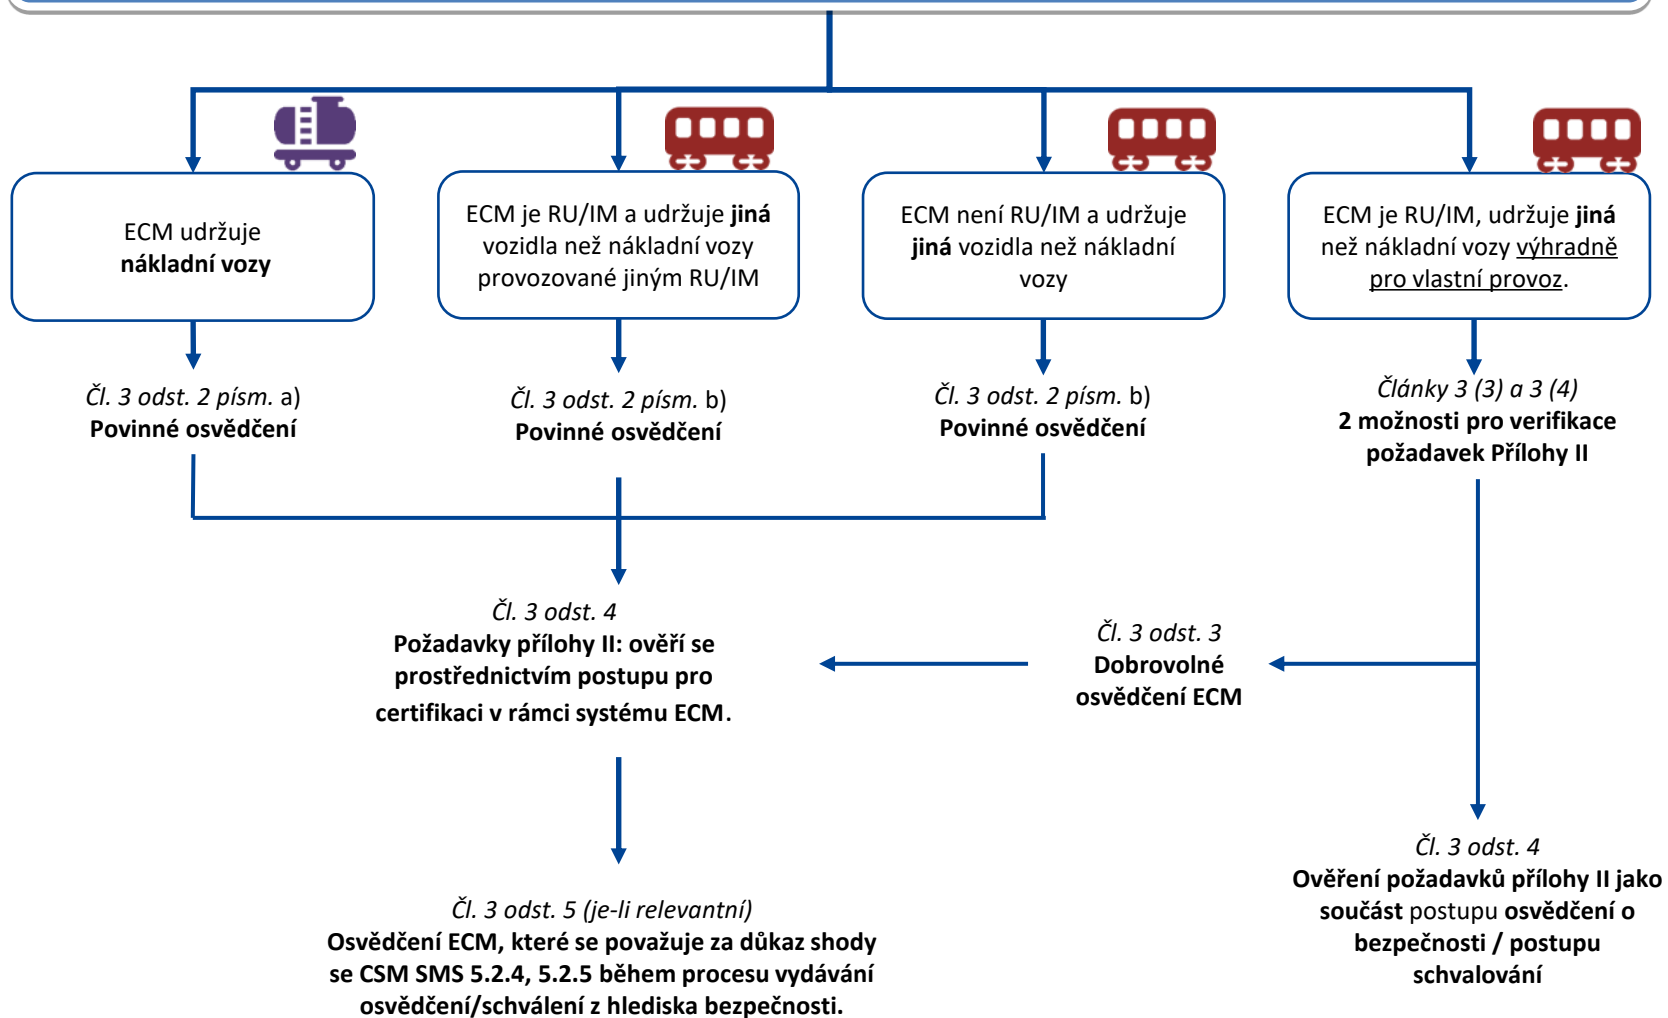 ECM udržuje
nákladní vozy
ECM je RU/IM a udržuje jiná
vozidla než nákladní vozy
provozované jiným RU/IM
ECM není RU/IM a udržuje
jiná vozidla než nákladní
vozy
ECM je RU/IM, udržuje jiná
než nákladní vozy výhradně
pro vlastní provoz.
Čl. 3 odst. 2 písm. a)
Povinné osvědčení
Čl. 3 odst. 2 písm. b)
Povinné osvědčení
Čl. 3 odst. 2 písm. b)
Povinné osvědčení
Články 3 (3) a 3 (4)
2 možnosti pro verifikace
požadavek Přílohy II
Čl. 3 odst. 4
Požadavky přílohy II: ověří se
prostřednictvím postupu pro
certifikaci v rámci systému ECM.
Čl. 3 odst. 3
Dobrovolné
osvědčení ECM
Čl. 3 odst. 4
Ověření požadavků přílohy II jako
součást postupu osvědčení o
bezpečnosti / postupu
schvalování
Čl. 3 odst. 5 (je-li relevantní)
Osvědčení ECM, které se považuje za důkaz shody
se CSM SMS 5.2.4, 5.2.5 během procesu vydávání
osvědčení/schválení z hlediska bezpečnosti.